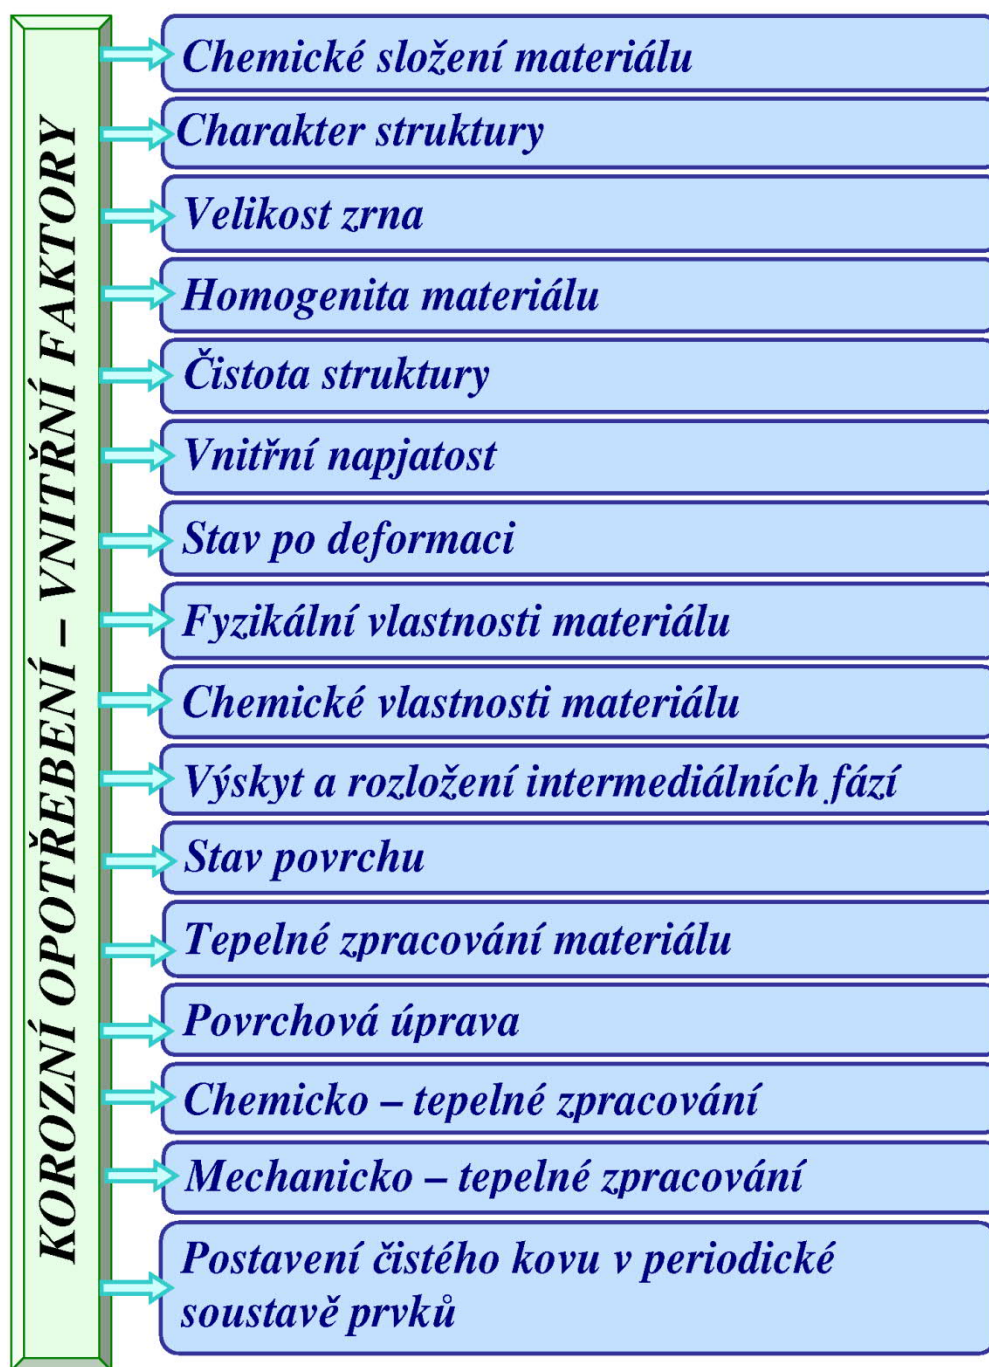 KOROZNÍ OPOTŘEBENÍ – VNITŘNÍ FAKTORY
Chemické složení materiálu
Charakter struktury
Velikost zrna
Homogenita materiálu
Čistota struktury
Vnitřní napjatost
Stav po deformaci
Fyzikální vlastnosti materiálu
Chemické vlastnosti materiálu
Výskyt a rozložení intermediálních fází
Stav povrchu
Tepelné zpracování materiálu
Povrchová úprava
Chemicko – tepelné zpracování
Mechanicko – tepelné zpracování
Postavení čistého kovu v periodické
soustavě prvků